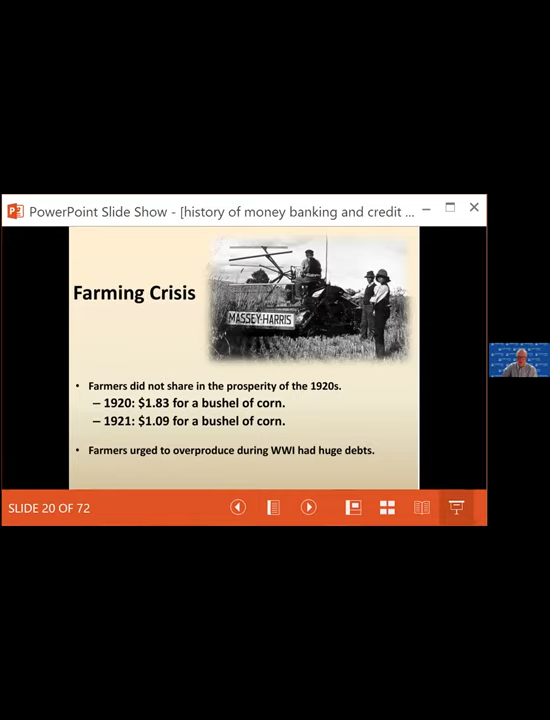 PowerPoint Slide Show - [history of money banking and credit ...
Farming Crisis
MASSEY-HARRIS
• Farmers did not share in the prosperity of the 1920s.
– 1920: $1.83 for a bushel of corn.
– 1921: $1.09 for a bushel of corn.
• Farmers urged to overproduce during WWI had huge debts.
SLIDE 20 OF 72